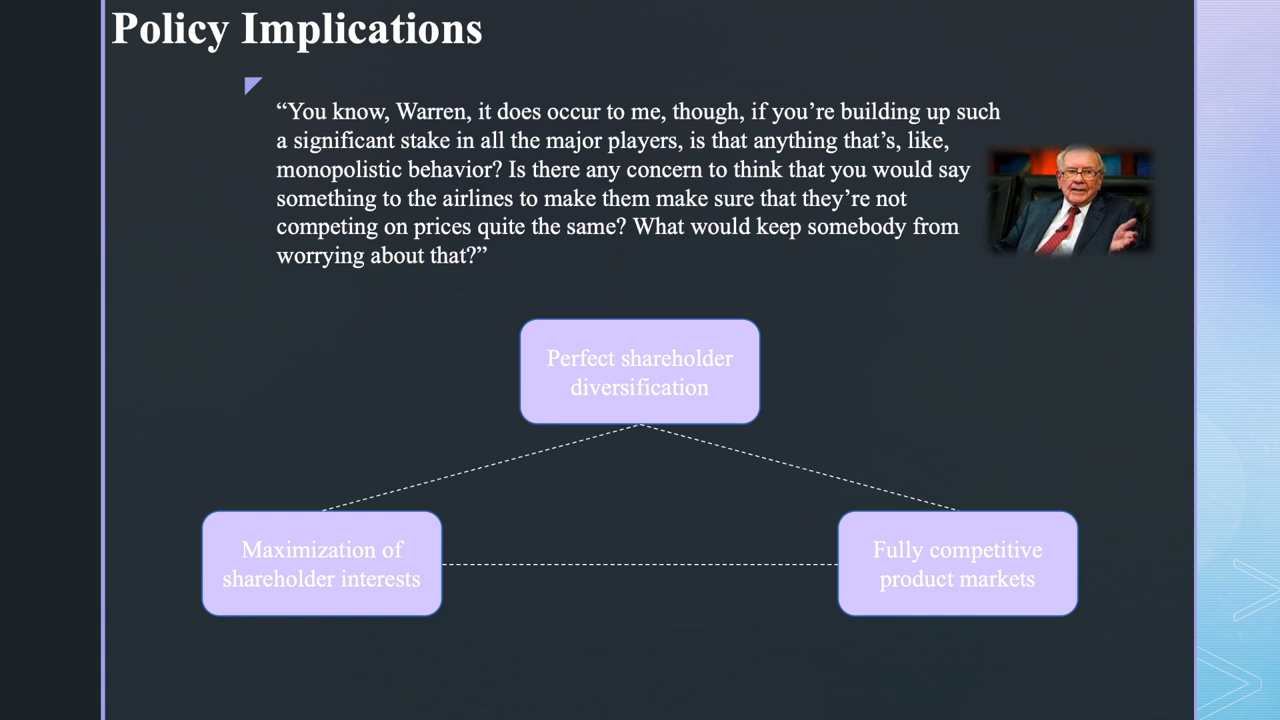 Policy Implications
“You know, Warren, it does occur to me, though, if you’re building up such
a significant stake in all the major players, is that anything that’s, like,
monopolistic behavior? Is there any concern to think that you would say
something to the airlines to make them make sure that they’re not
competing on prices quite the same? What would keep somebody from
worrying about that?”
Perfect shareholder
diversification
Maximization of
shareholder interests
Fully competitive
product markets